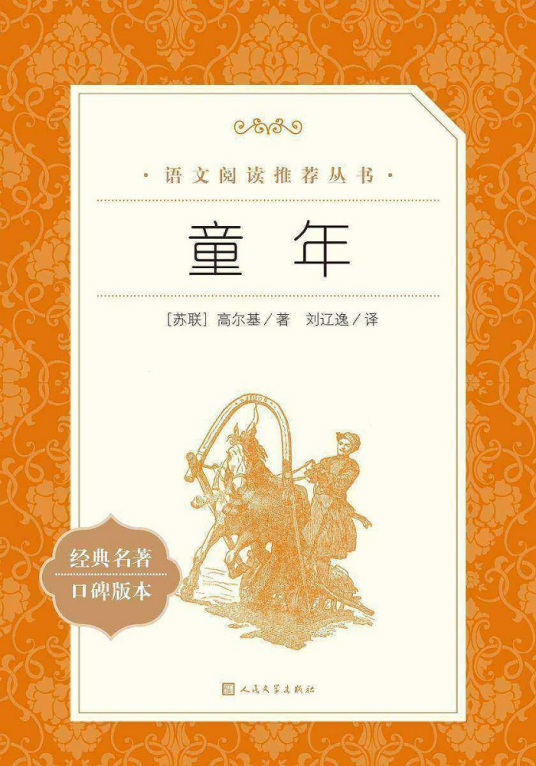 · 语文阅读推荐丛书 ·
童年
[苏联] 高尔基／著 刘辽逸／译
经典名著
口碑版本
人民文学出版社